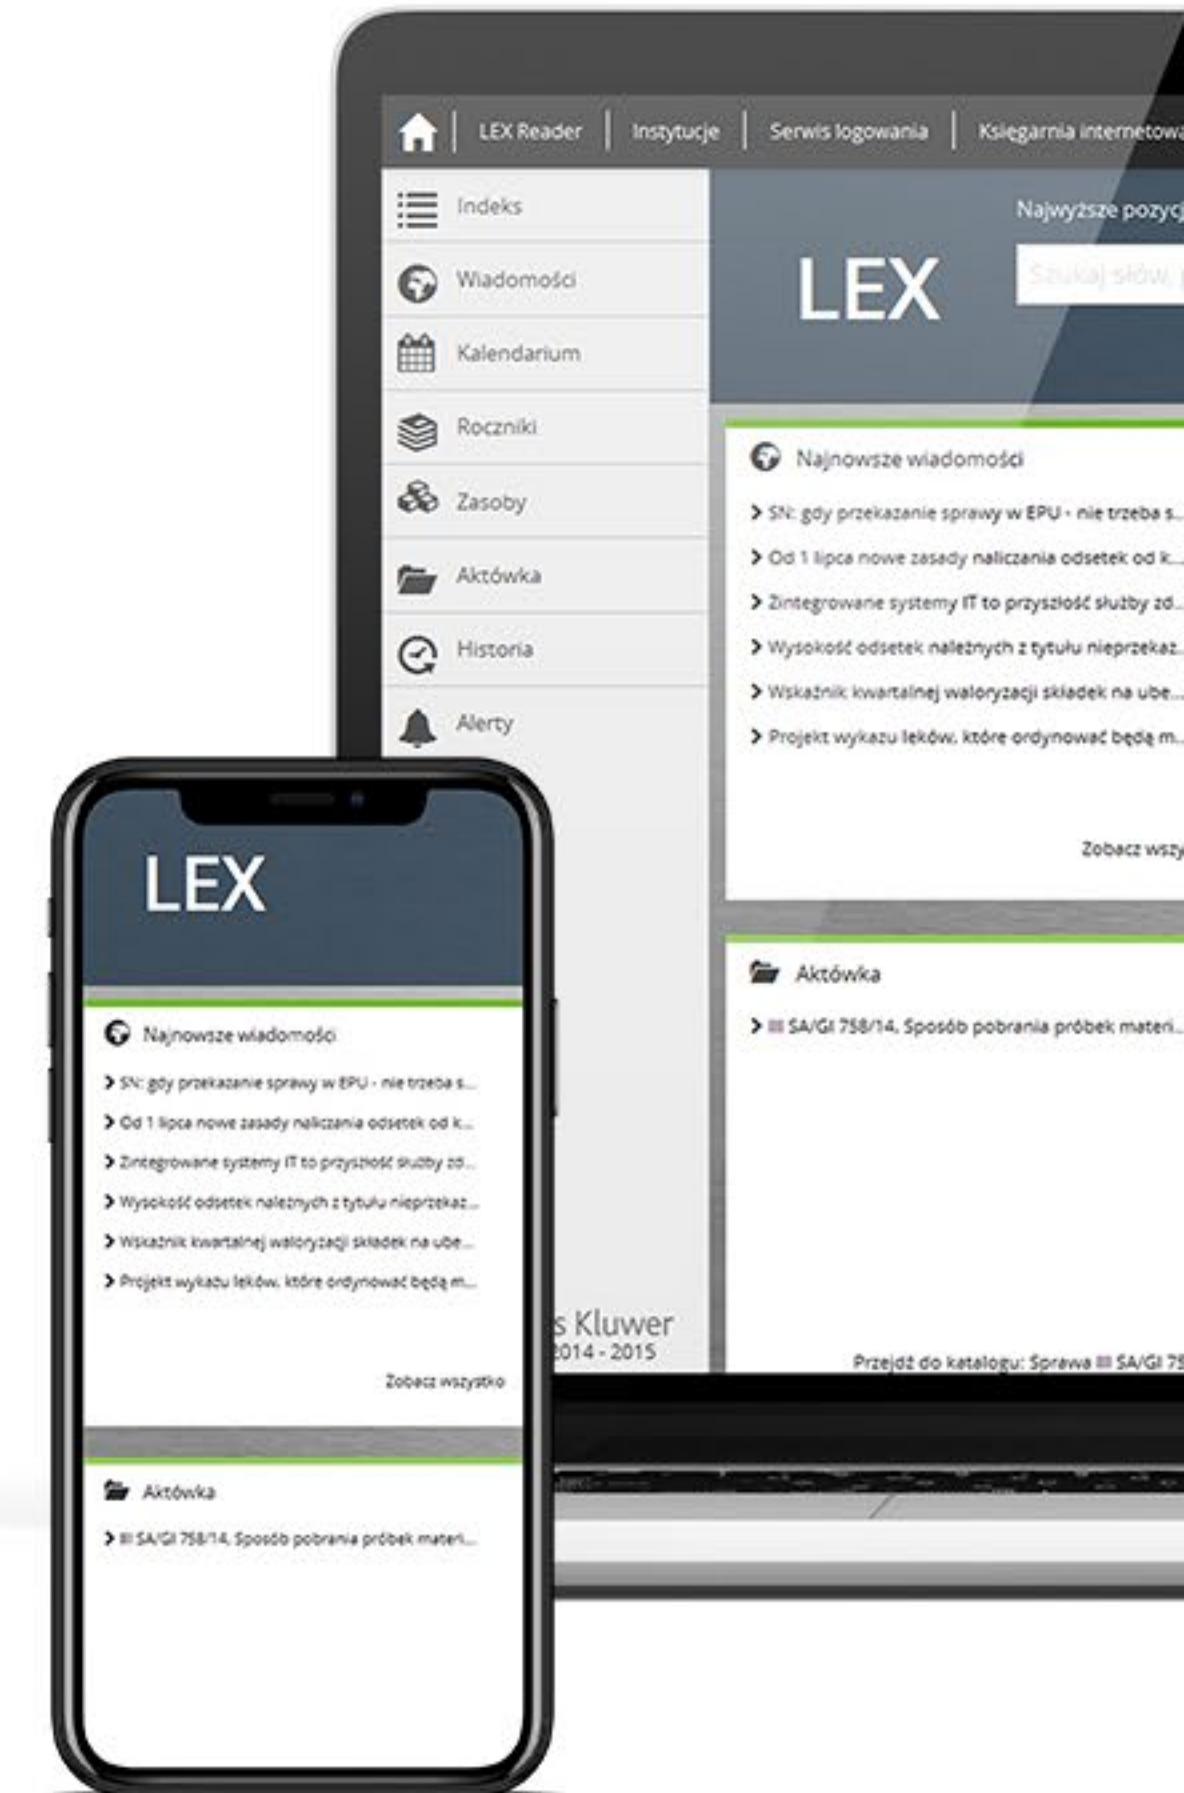 LEX Reader
Instytucje
Serwis logowania
Księgarnia internetowa
Indeks
Wiadomości
Kalendarium
Roczniki
Zasoby
Aktówka
Historia
Alerty
s Kluwer
2014 - 2015
Najwyższe pozycj
LEX
Szukaj słów, p
Najnowsze wiadomości
SN: gdy przekazanie sprawy w EPU - nie trzeba s...
Od 1 lipca nowe zasady naliczania odsetek od k...
Zintegrowane systemy IT to przyszłość służby zd...
Wysokość odsetek należnych z tytułu nieprzekaz...
Wskaźnik kwartalnej waloryzacji składek na ube...
Projekt wykazu leków, które ordynować będą m...
Zobacz wszy
Aktówka
III SA/GI 758/14, Sposób pobrania próbek materi...
Przejdź do katalogu: Sprawa III SA/GI 75
LEX
Najnowsze wiadomości
SN: gdy przekazanie sprawy w EPU - nie trzeba s...
Od 1 lipca nowe zasady naliczania odsetek od k...
Zintegrowane systemy IT to przyszłość służby zd...
Wysokość odsetek należnych z tytułu nieprzekaz...
Wskaźnik kwartalnej waloryzacji składek na ube...
Projekt wykazu leków, które ordynować będą m...
Zobacz wszystko
Aktówka
III SA/GI 758/14, Sposób pobrania próbek materi...